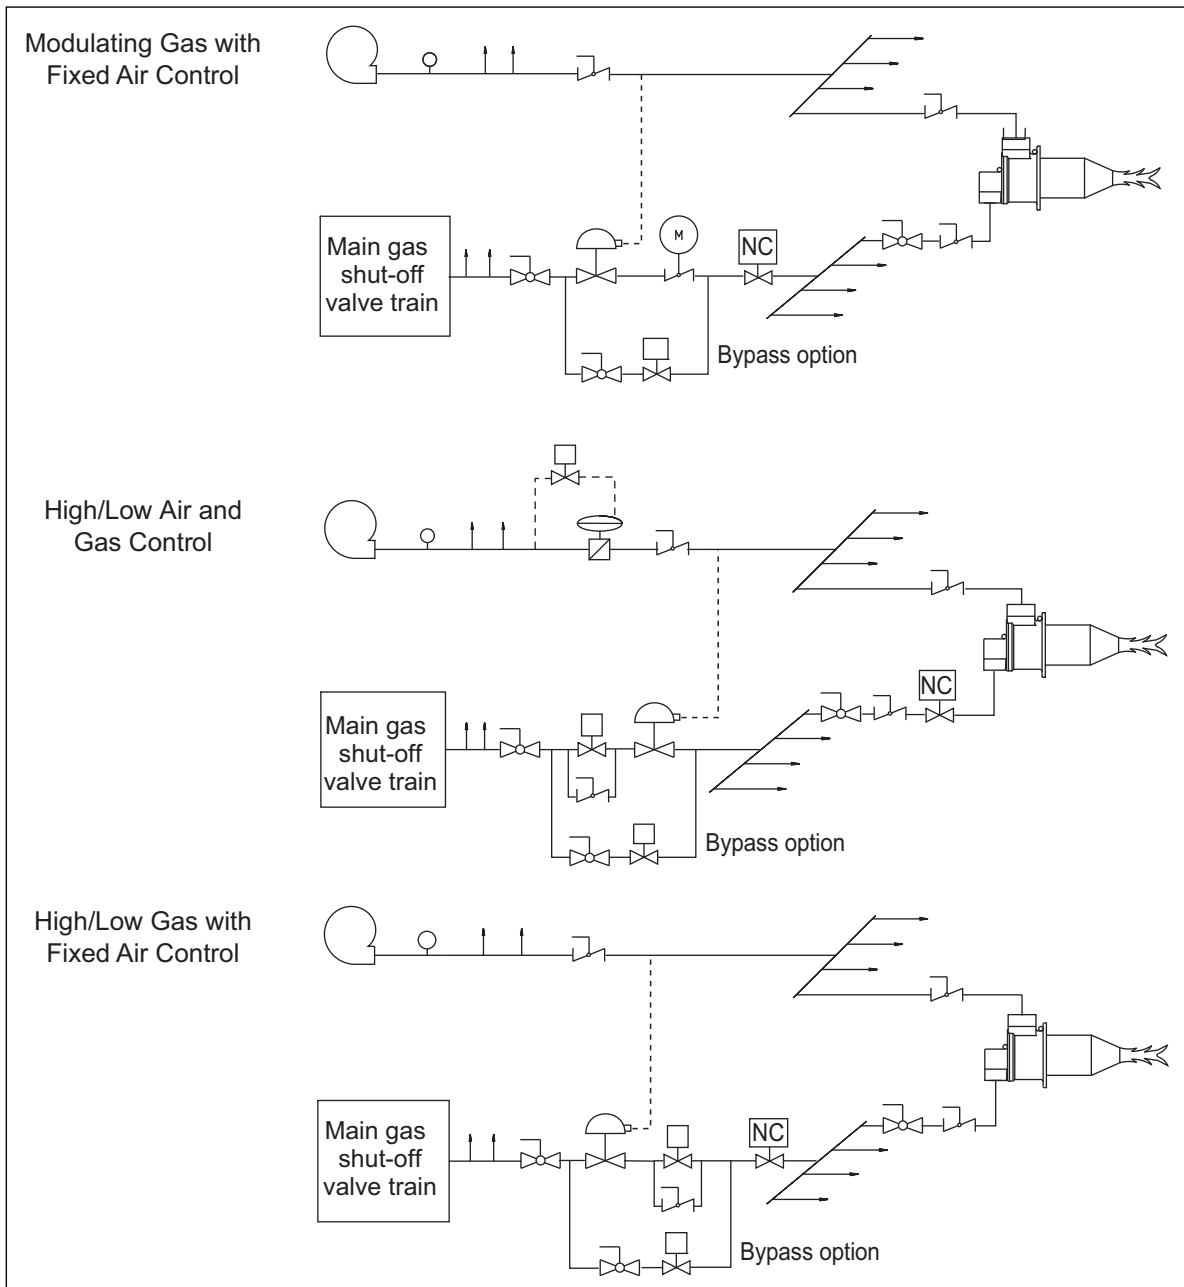 Modulating Gas with
Fixed Air Control
M
NC
Main gas
shut-off
valve train
Bypass option
High/Low Air and
Gas Control
NC
Main gas
shut-off
valve train
Bypass option
High/Low Gas with
Fixed Air Control
NC
Main gas
shut-off
valve train
Bypass option